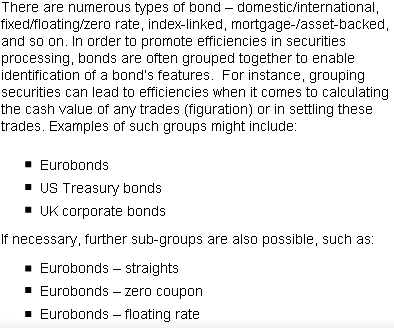 There are numerous types of bond – domestic/international,
fixed/floating/zero rate, index-linked, mortgage-/asset-backed,
and so on. In order to promote efficiencies in securities
processing, bonds are often grouped together to enable
identification of a bond's features.  For instance, grouping
securities can lead to efficiencies when it comes to calculating
the cash value of any trades (figuration) or in settling these
trades. Examples of such groups might include:
▪ Eurobonds
▪ US Treasury bonds
▪ UK corporate bonds
If necessary, further sub-groups are also possible, such as:
▪ Eurobonds – straights
▪ Eurobonds – zero coupon
▪ Eurobonds – floating rate